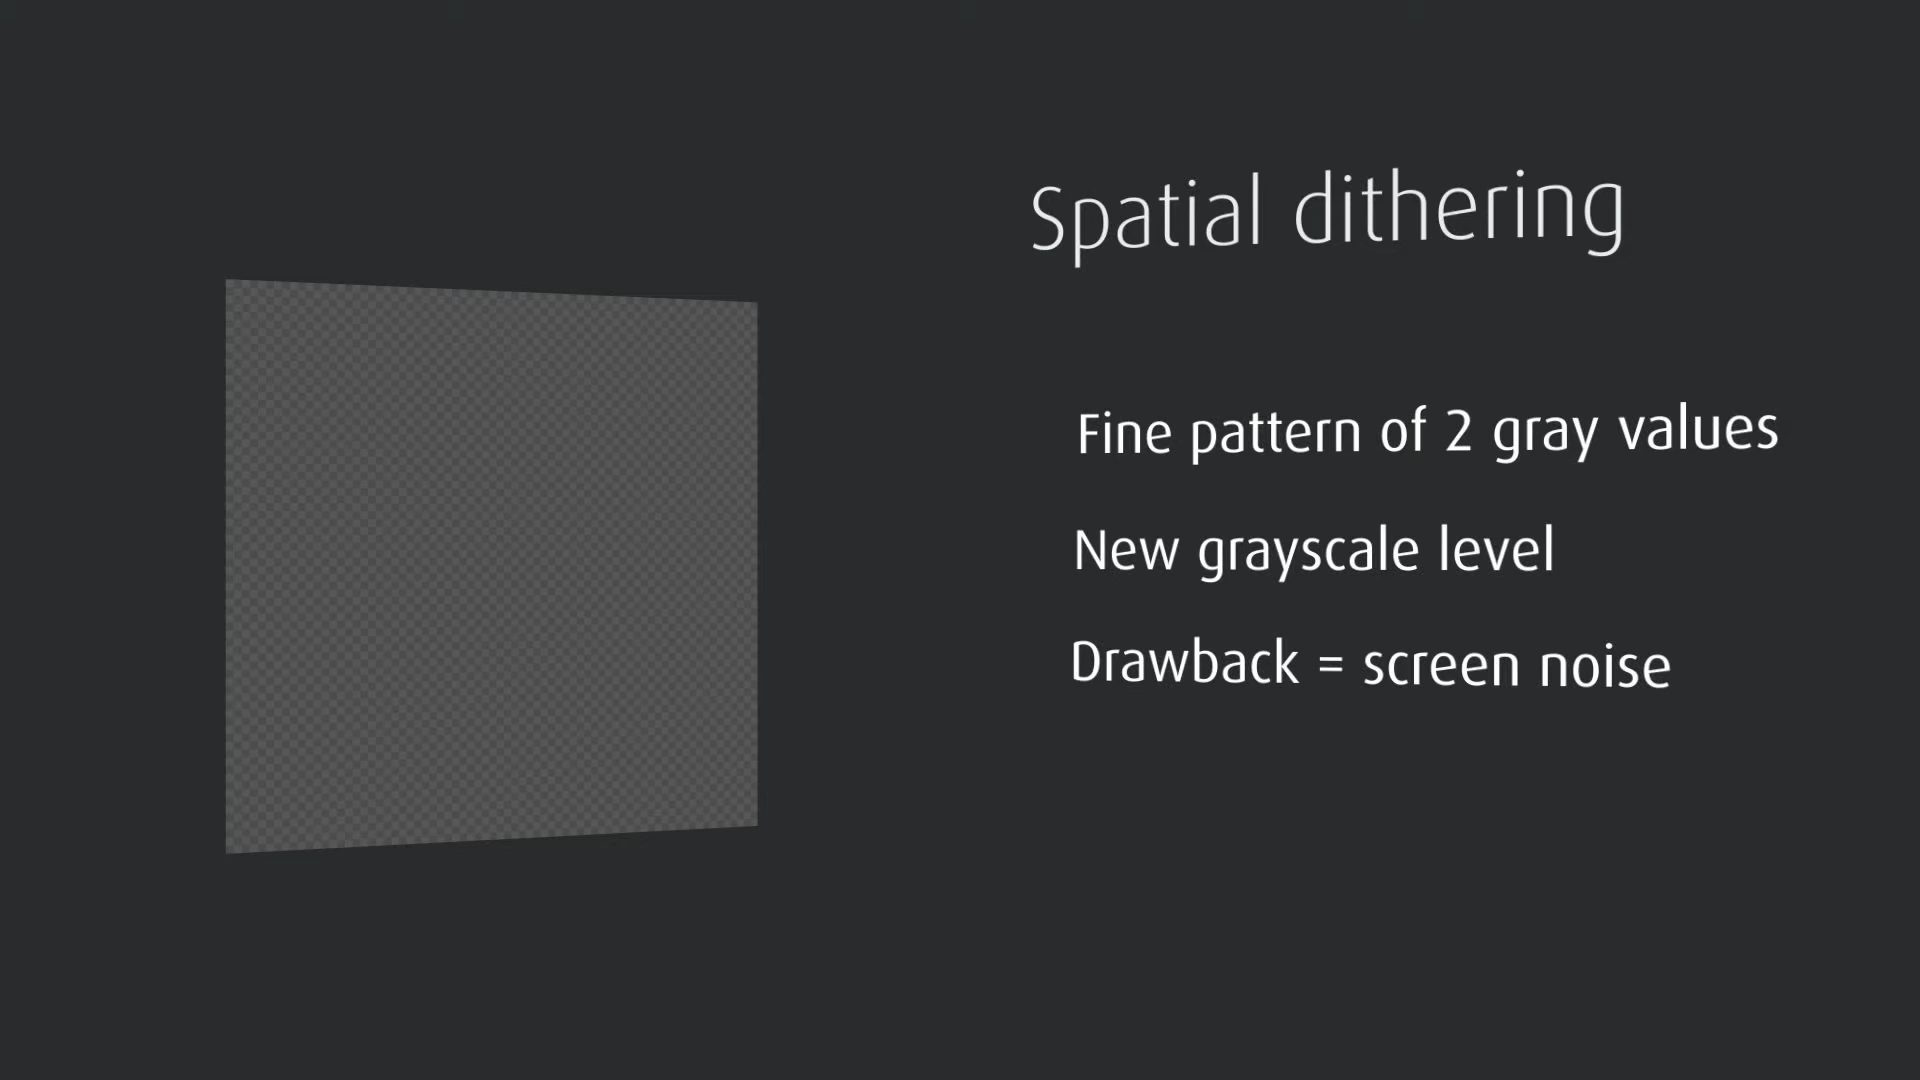 Spatial dithering
Fine pattern of 2 gray values
New grayscale level
Drawback = screen noise